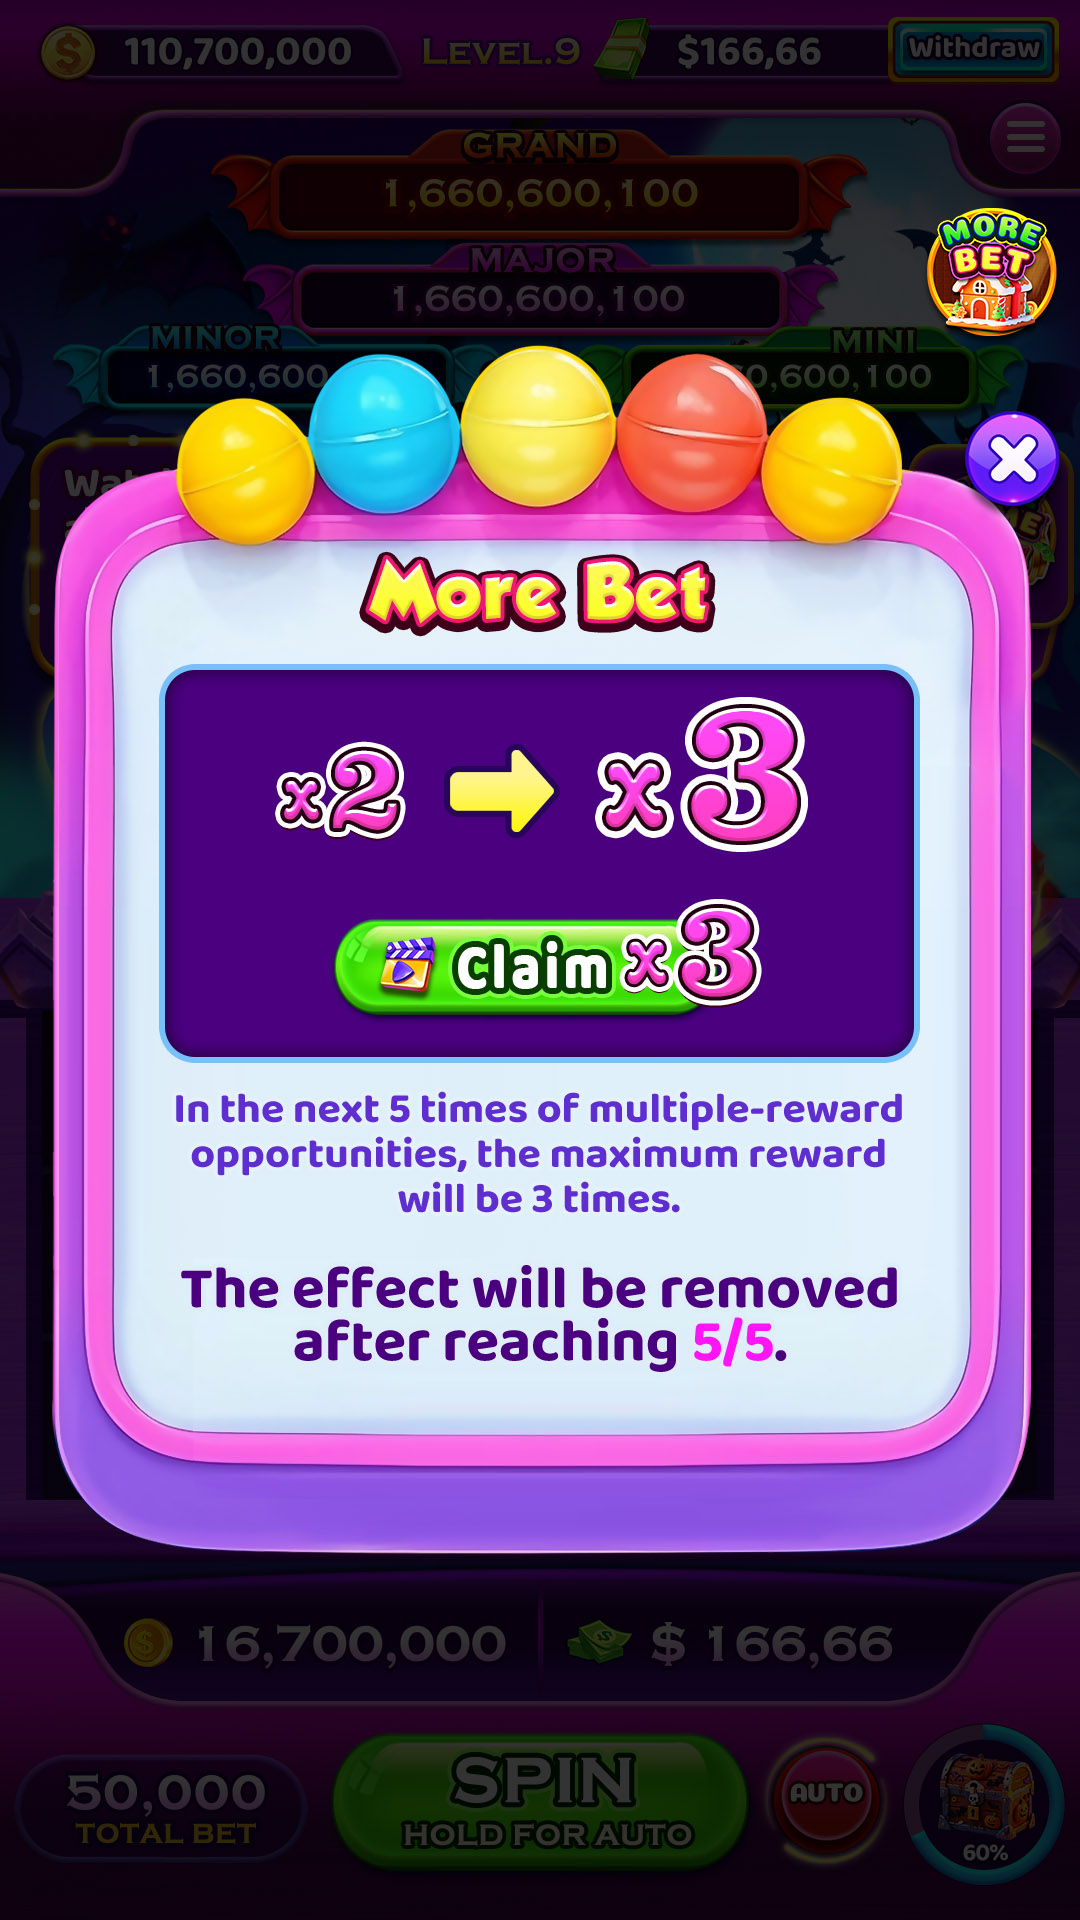 110,700,000
LEVEL.9
$166,66
Withdraw
GRAND
1,660,600,100
MAJOR
1,660,600,100
MORE
BET
MINOR
MINI
1,660,600
0,600,100
More Bet
x2
x3
Claim x3
In the next 5 times of multiple-reward
opportunities, the maximum reward
will be 3 times.
The effect will be removed
after reaching 5/5.
16,700,000
$ 166,66
50,000
TOTAL BET
SPIN
HOLD FOR AUTO
AUTO
60%